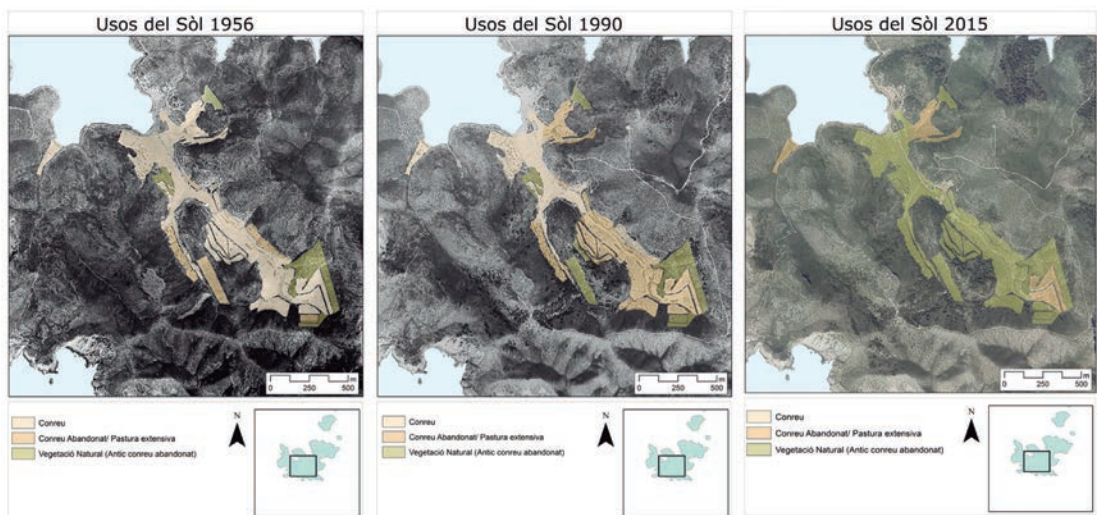 Usos del Sòl 1956
0 250 500 m
Conreu
Conreu Abandonat/ Pastura extensiva
Vegetació Natural (Antic conreu abandonat)
N
Usos del Sòl 1990
0 250 500 m
Conreu
Conreu Abandonat/ Pastura extensiva
Vegetació Natural (Antic conreu abandonat)
N
Usos del Sòl 2015
0 250 500 m
Conreu
Conreu Abandonat/ Pastura extensiva
Vegetació Natural (Antic conreu abandonat)
N